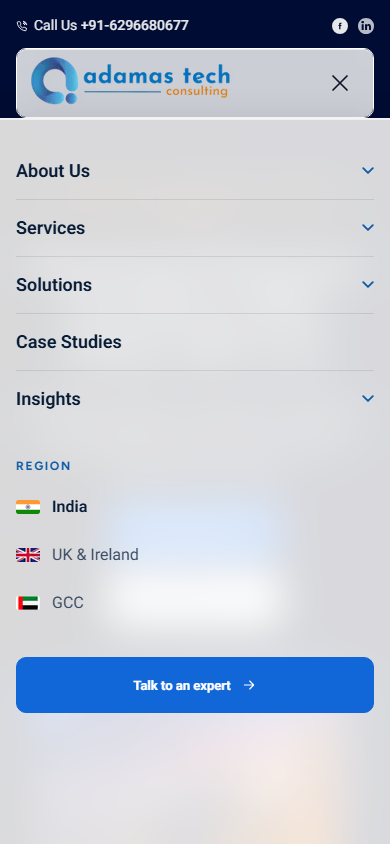 Call Us +91-6296680677
adamas tech
consulting
About Us
Services
Solutions
Case Studies
Insights
REGION
India
UK & Ireland
GCC
Talk to an expert